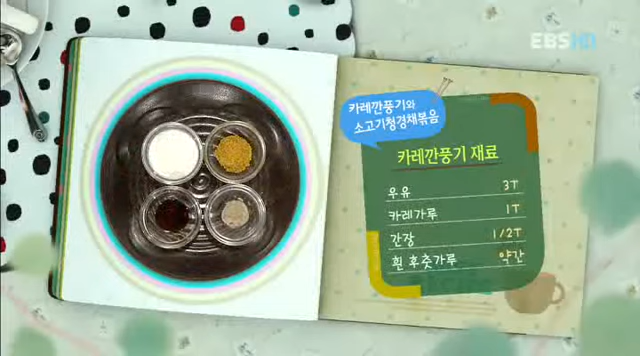 EBS HD
카레깐풍기와
소고기청경채볶음
카레깐풍기 재료
우유 3T
카레가루 1T
간장 1/2T
흰 후춧가루 약간